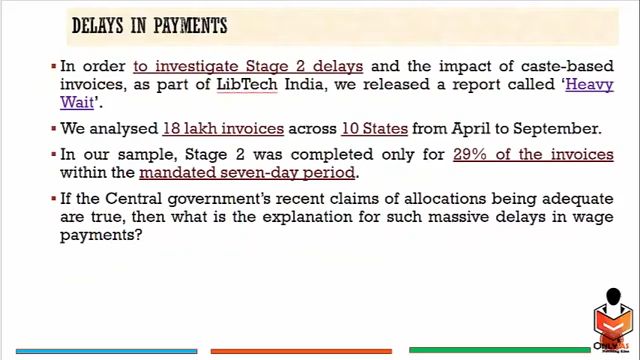 DELAYS IN PAYMENTS
▪ In order to investigate Stage 2 delays and the impact of caste-based
invoices, as part of LibTech India, we released a report called ‘Heavy
Wait’.
▪ We analysed 18 lakh invoices across 10 States from April to September.
▪ In our sample, Stage 2 was completed only for 29% of the invoices
within the mandated seven-day period.
▪ If the Central government’s recent claims of allocations being adequate
are true, then what is the explanation for such massive delays in wage
payments?